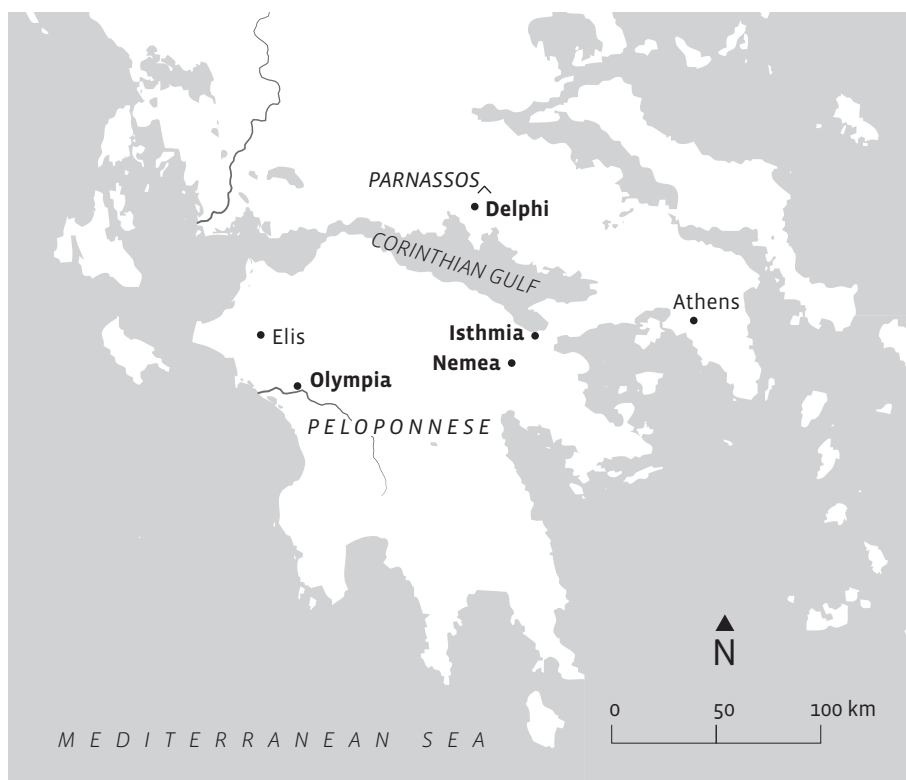 PARNASSOS
Delphi
CORINTHIAN GULF
Athens
Elis
Isthmia
Nemea
Olympia
PELOPONNESE
N
0 50 100 km
MEDITERRANEAN SEA